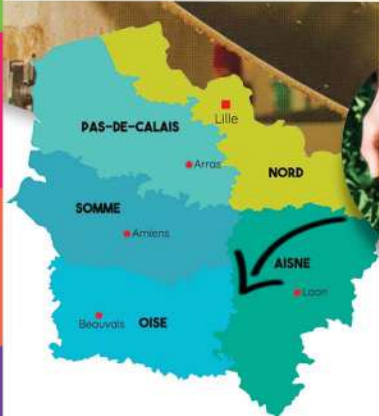 Lille
PAS-DE-CALAIS
Arras
NORD
SOMME
Amiens
AISNE
Laon
Beauvais OISE